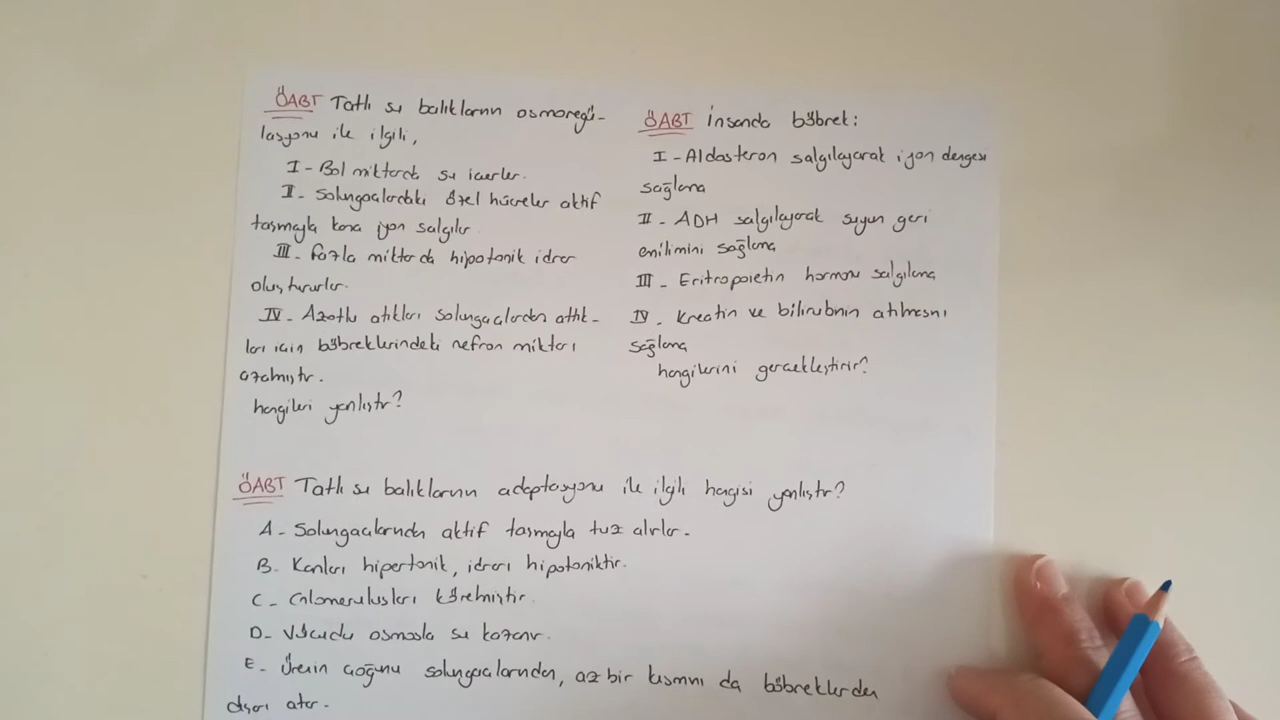 ÖABT Tatlı su balıklarının osmoregü-
lasyonu ile ilgili,
I- Bol miktarda su içerler.
II- Solungaçlardaki özel hücreler aktif
taşımayla kana iyon salgılar.
III- Fazla miktarda hipotonik idrar
oluştururlar.
IV- Azotlu atıkları solungaçlardan attık-
ları için böbreklerindeki nefron miktarı
azalmıştır.
hangileri yanlıştır?
ÖABT İnsanda böbrek:
I- Aldosteron salgılayarak iyon dengesi
sağlama
II- ADH salgılayarak suyun geri
emilimini sağlama
III- Eritropoietin hormonu salgılama
IV- Kreatin ve bilirubinin atılmasını
sağlama
hangilerini gerçekleştirir?
ÖABT Tatlı su balıklarının adaptasyonu ile ilgili hangisi yanlıştır?
A- Solungaçlarından aktif taşımayla tuz alırlar.
B- Kanları hipertonik, idrarı hipotoniktir.
C- Glomerulusları körelmiştir.
D- Vücudu osmozla su kazanır.
E- Ürenin çoğunu solungaçlarından, az bir kısmını da böbreklerden
dışarı atar.